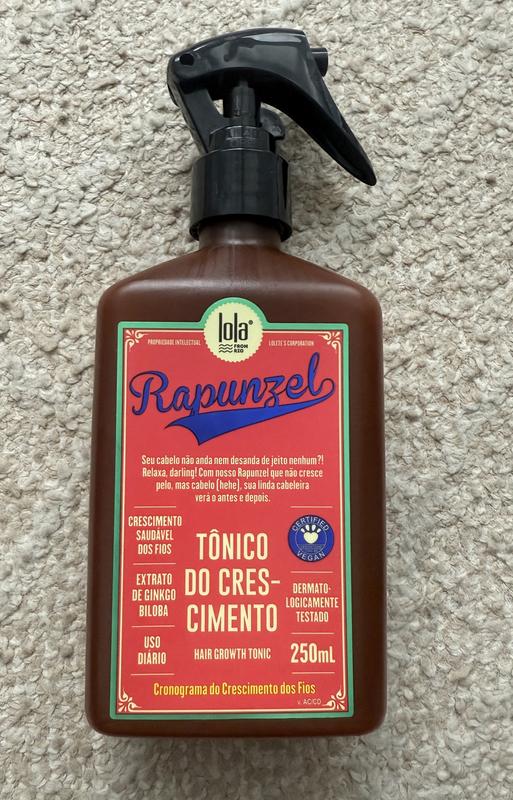 lola®
FROM
RIO
PROPRIEDADE INTELECTUAL
LOLETE'S CORPORATION
Rapunzel
Seu cabelo não anda nem desanda de jeito nenhum?!
Relaxa, darling! Com nosso Rapunzel que não cresce
pelo, mas cabelo (hehe), sua linda cabeleira
verá o antes e depois.
CRESCIMENTO
SAUDÁVEL
DOS FIOS
EXTRATO
DE GINKGO
BILOBA
USO
DIÁRIO
TÔNICO
DO CRES-
CIMENTO
HAIR GROWTH TONIC
CERTIFIED
VEGAN
DERMATO-
LOGICAMENTE
TESTADO
250mL
Cronograma do Crescimento dos Fios
v. AC/CD